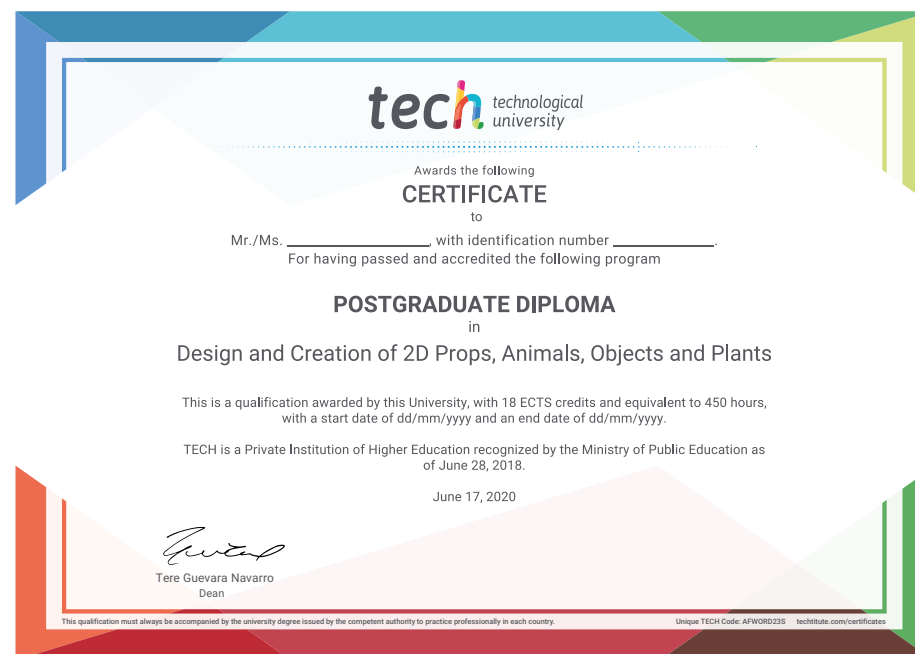 tech technological
university
Awards the following
CERTIFICATE
to
Mr./Ms. ____________, with identification number ____________.
For having passed and accredited the following program
POSTGRADUATE DIPLOMA
in
Design and Creation of 2D Props, Animals, Objects and Plants
This is a qualification awarded by this University, with 18 ECTS credits and equivalent to 450 hours,
with a start date of dd/mm/yyyy and an end date of dd/mm/yyyy.
TECH is a Private Institution of Higher Education recognized by the Ministry of Public Education as
of June 28, 2018.
June 17, 2020
Tere Guevara Navarro
Dean
This qualification must always be accompanied by the university degree issued by the competent authority to practice professionally in each country. Unique TECH Code: AFWORD23S techtitute.com/certificates